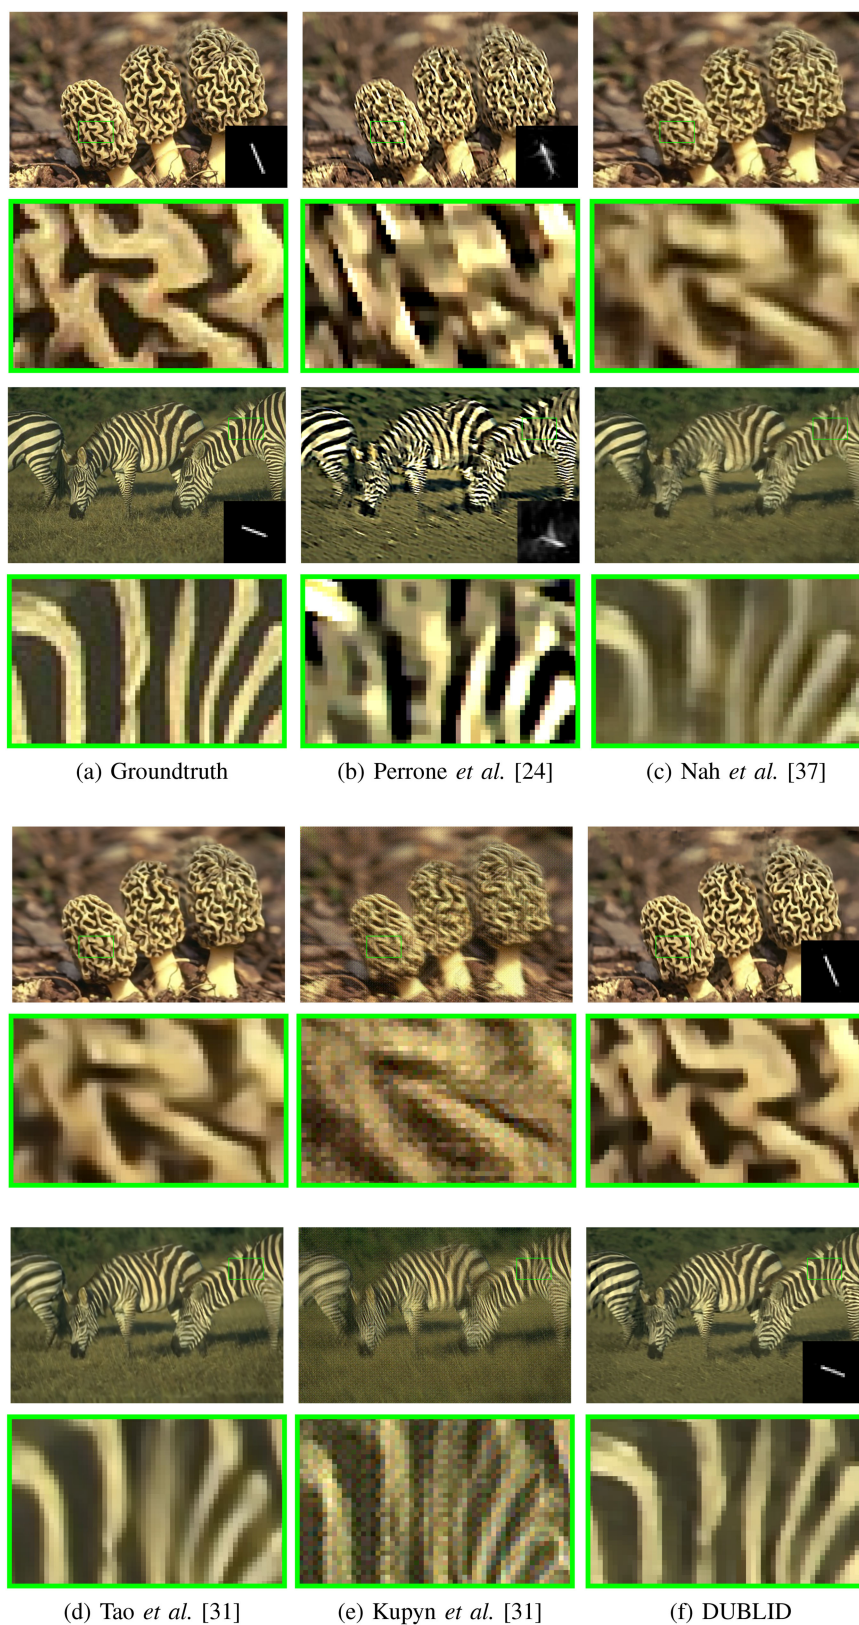 (a) Groundtruth
(b) Perrone et al. [24]
(c) Nah et al. [37]
(d) Tao et al. [31]
(e) Kupyn et al. [31]
(f) DUBLID